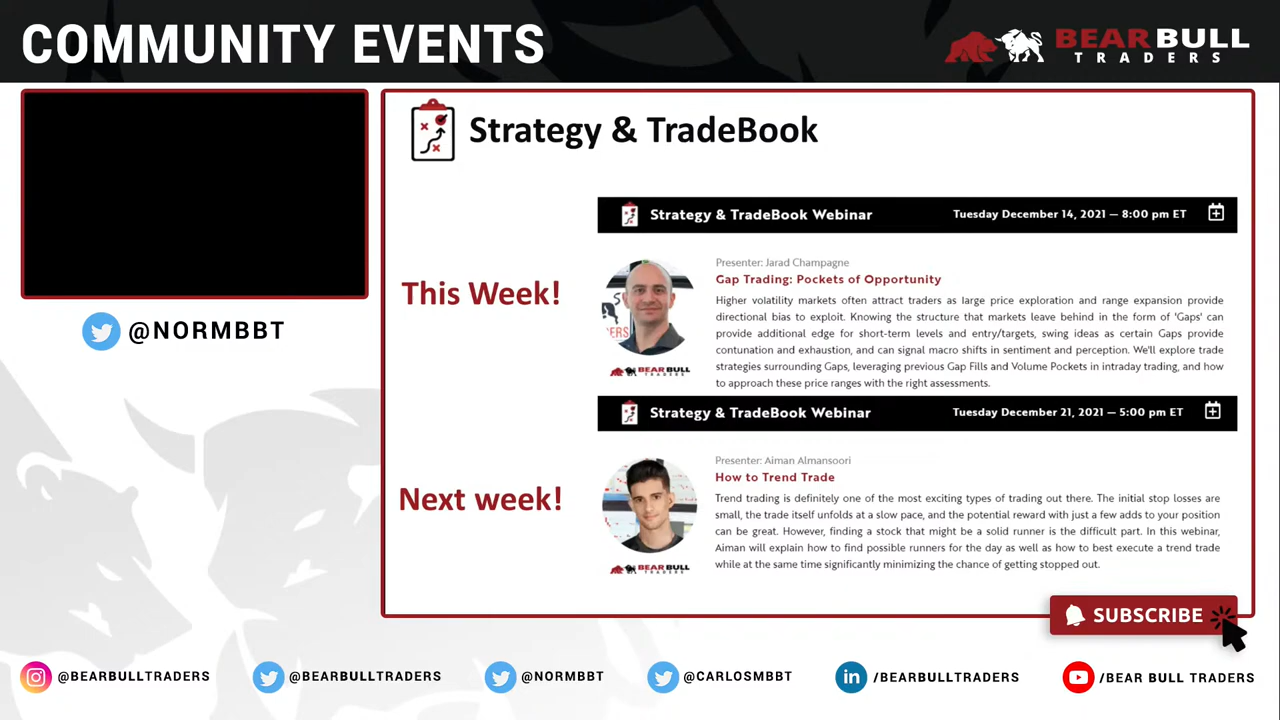 COMMUNITY EVENTS
BEAR BULL
TRADERS
Strategy & TradeBook
Strategy & TradeBook Webinar Tuesday December 14, 2021 — 8:00 pm ET
This Week!
Presenter: Jarad Champagne
Gap Trading: Pockets of Opportunity
Higher volatility markets often attract traders as large price exploration and range expansion provide
directional bias to exploit. Knowing the structure that markets leave behind in the form of 'Gaps' can
provide additional edge for short-term levels and entry/targets, swing ideas as certain Gaps provide
contunation and exhaustion, and can signal macro shifts in sentiment and perception. We'll explore trade
strategies surrounding Gaps, leveraging previous Gap Fills and Volume Pockets in intraday trading, and how
to approach these price ranges with the right assessments.
BEAR BULL
TRADERS
@NORMBBT
Strategy & TradeBook Webinar Tuesday December 21, 2021 — 5:00 pm ET
Next week!
Presenter: Aiman Almansoori
How to Trend Trade
Trend trading is definitely one of the most exciting types of trading out there. The initial stop losses are
small, the trade itself unfolds at a slow pace, and the potential reward with just a few adds to your position
can be great. However, finding a stock that might be a solid runner is the difficult part. In this webinar,
Aiman will explain how to find possible runners for the day as well as how to best execute a trend trade
while at the same time significantly minimizing the chance of getting stopped out.
BEAR BULL
TRADERS
SUBSCRIBE
@BEARBULLTRADERS @BEARBULLTRADERS @NORMBBT @CARLOSMBBT /BEARBULLTRADERS /BEAR BULL TRADERS